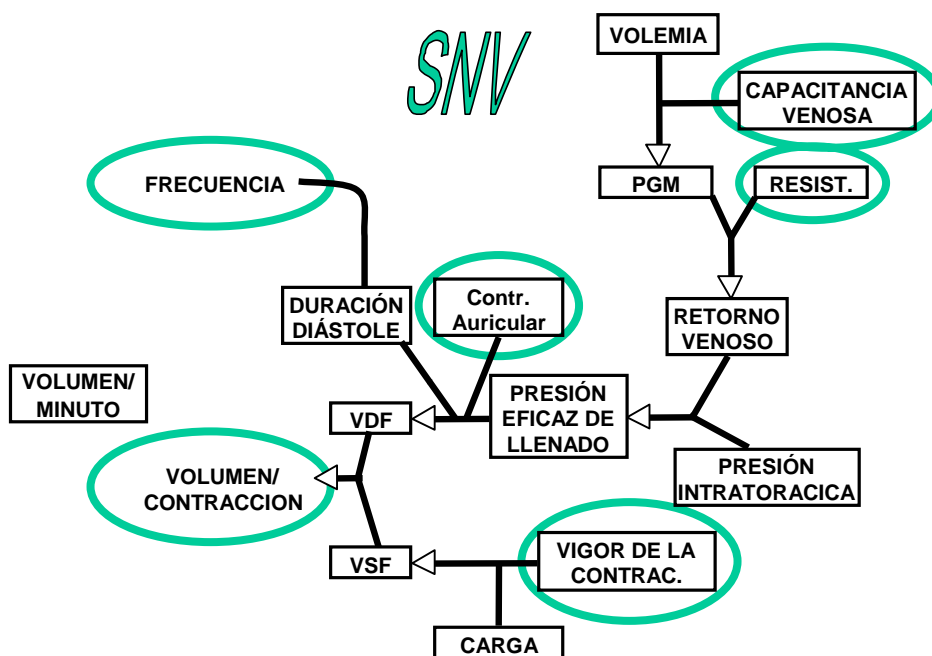 SNV
VOLEMIA
CAPACITANCIA
VENOSA
FRECUENCIA
PGM
RESIST.
DURACIÓN
DIÁSTOLE
Contr.
Auricular
RETORNO
VENOSO
VOLUMEN/
MINUTO
VDF
PRESIÓN
EFICAZ DE
LLENADO
VOLUMEN/
CONTRACCION
PRESIÓN
INTRATORACICA
VSF
VIGOR DE LA
CONTRAC.
CARGA